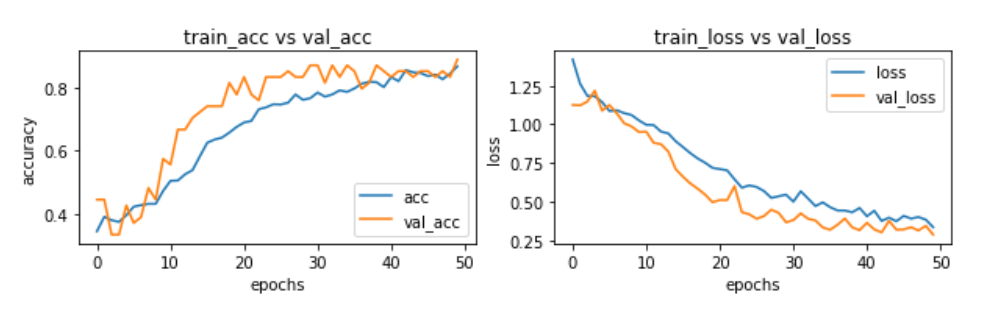 train_acc vs val_acc
accuracy
0.8
0.6
0.4
acc
val_acc
0 10 20 30 40 50
epochs
train_loss vs val_loss
loss
1.25
1.00
0.75
0.50
0.25
loss
val_loss
0 10 20 30 40 50
epochs